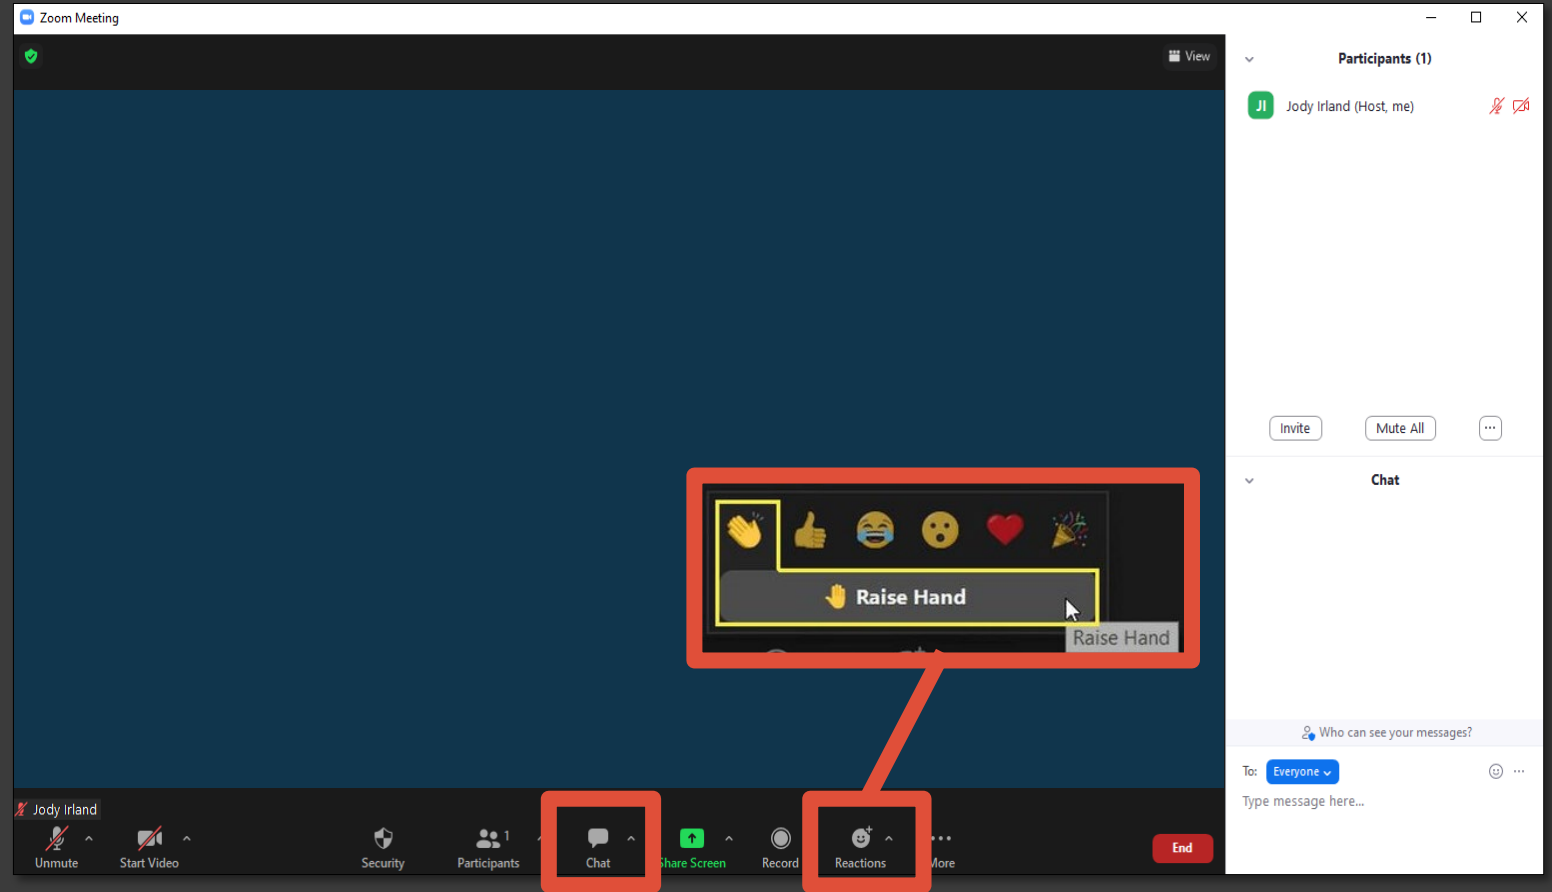 Zoom Meeting
View
Participants (1)
JI
Jody Irland (Host, me)
Invite
Mute All
Raise Hand
Raise Hand
Chat
Who can see your messages?
To:
Everyone
Type message here...
Jody Irland
Unmute
Start Video
Security
Participants
1
Chat
Share Screen
Record
Reactions
More
End